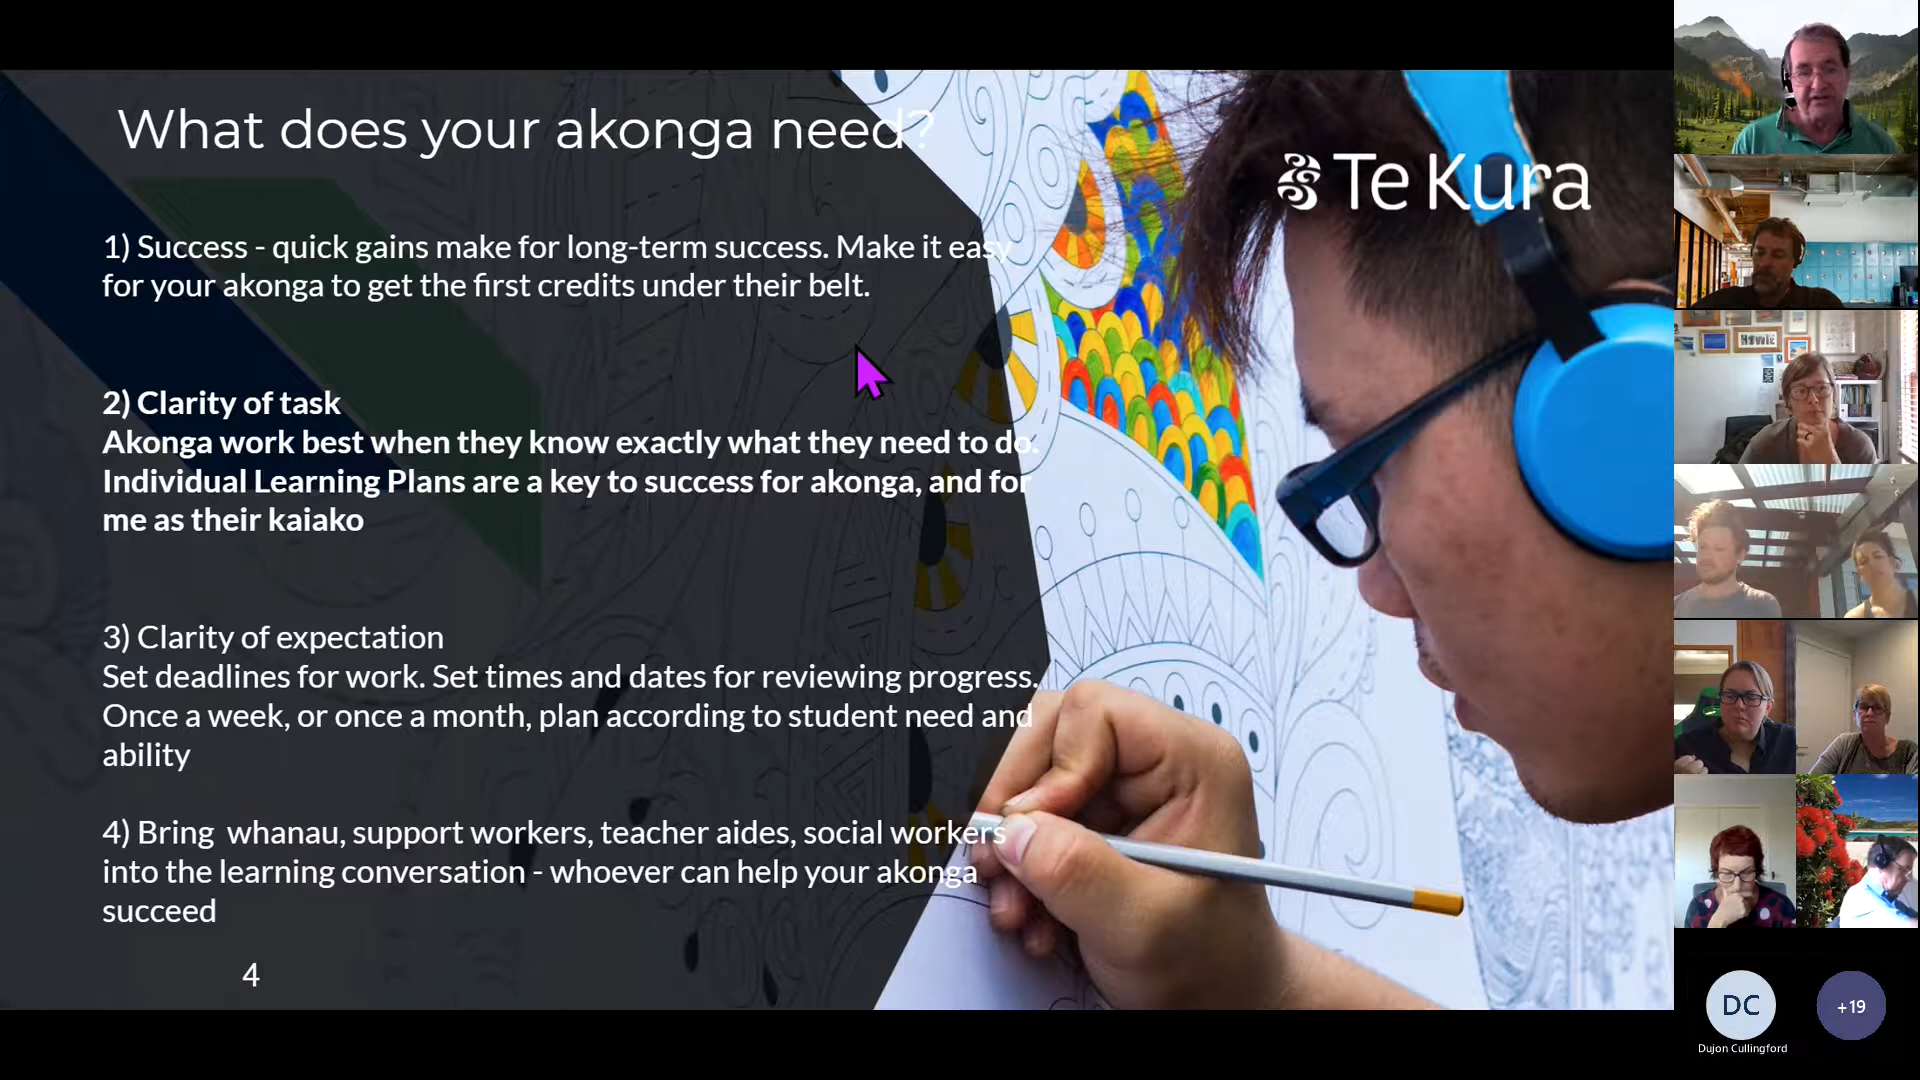 What does your akonga need?
Te Kura
1) Success - quick gains make for long-term success. Make it easy
for your akonga to get the first credits under their belt.
2) Clarity of task
Akonga work best when they know exactly what they need to do.
Individual Learning Plans are a key to success for akonga, and for
me as their kaiako
3) Clarity of expectation
Set deadlines for work. Set times and dates for reviewing progress.
Once a week, or once a month, plan according to student need and
ability
4) Bring  whanau, support workers, teacher aides, social workers
into the learning conversation - whoever can help your akonga
succeed
4
DC
Dujon Cullingford
+19